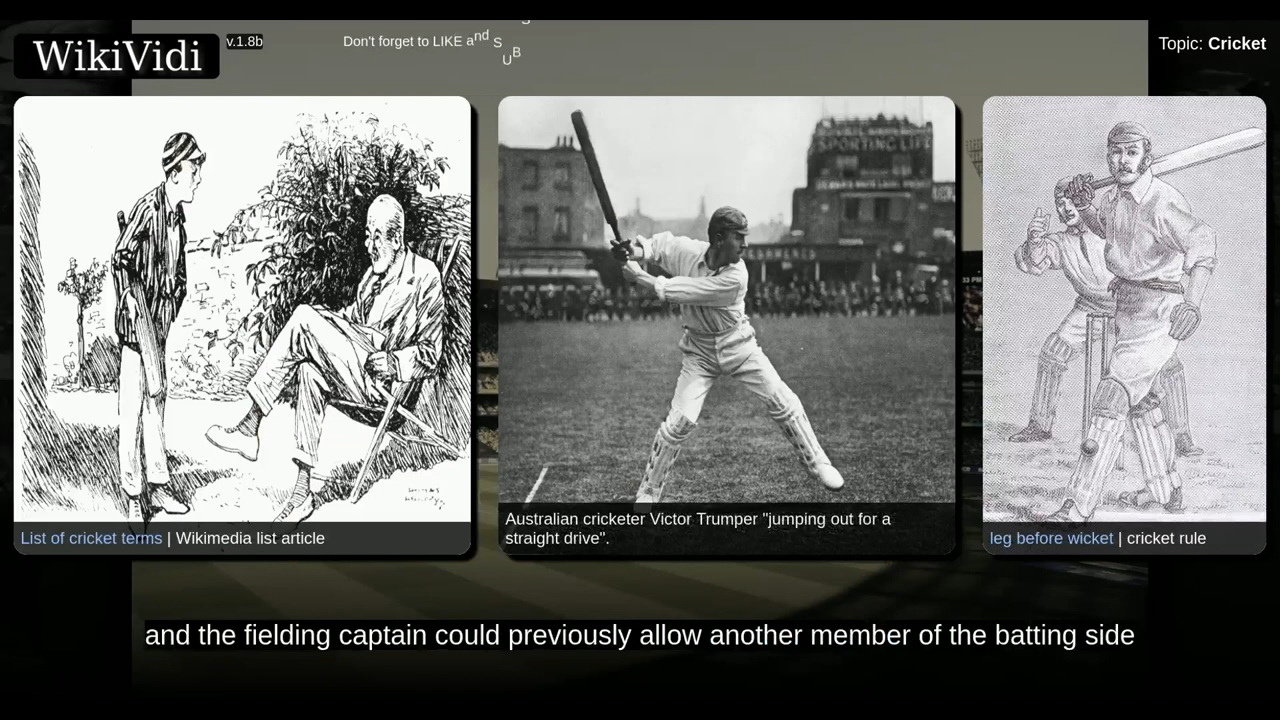 WikiVidi
v.1.8b
Don't forget to LIKE and SUB
Topic: Cricket
SPORTING LIFE
List of cricket terms | Wikimedia list article
Australian cricketer Victor Trumper "jumping out for a
straight drive".
leg before wicket | cricket rule
and the fielding captain could previously allow another member of the batting side